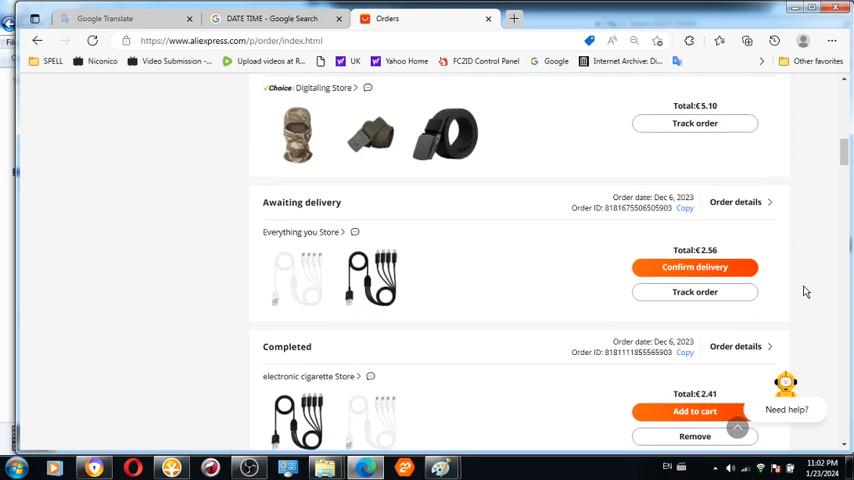 Google Translate
DATE TIME - Google Search
Orders
https://www.aliexpress.com/p/order/index.html
SPELL
Niconico
Video Submission -...
Upload videos at R...
UK
Yahoo Home
FC2ID Control Panel
Google
Internet Archive: Di...
Other favorites
Choice Digitaling Store >
Total:€5.10
Track order
Awaiting delivery
Order date: Dec 6, 2023
Order ID: 8181675506505903 Copy
Order details >
Everything you Store >
Total:€2.56
Confirm delivery
Track order
Completed
Order date: Dec 6, 2023
Order ID: 8181111855565903 Copy
Order details >
electronic cigarette Store >
Total:€2.41
Add to cart
Need help?
Remove
EN
11:02 PM
1/23/2024